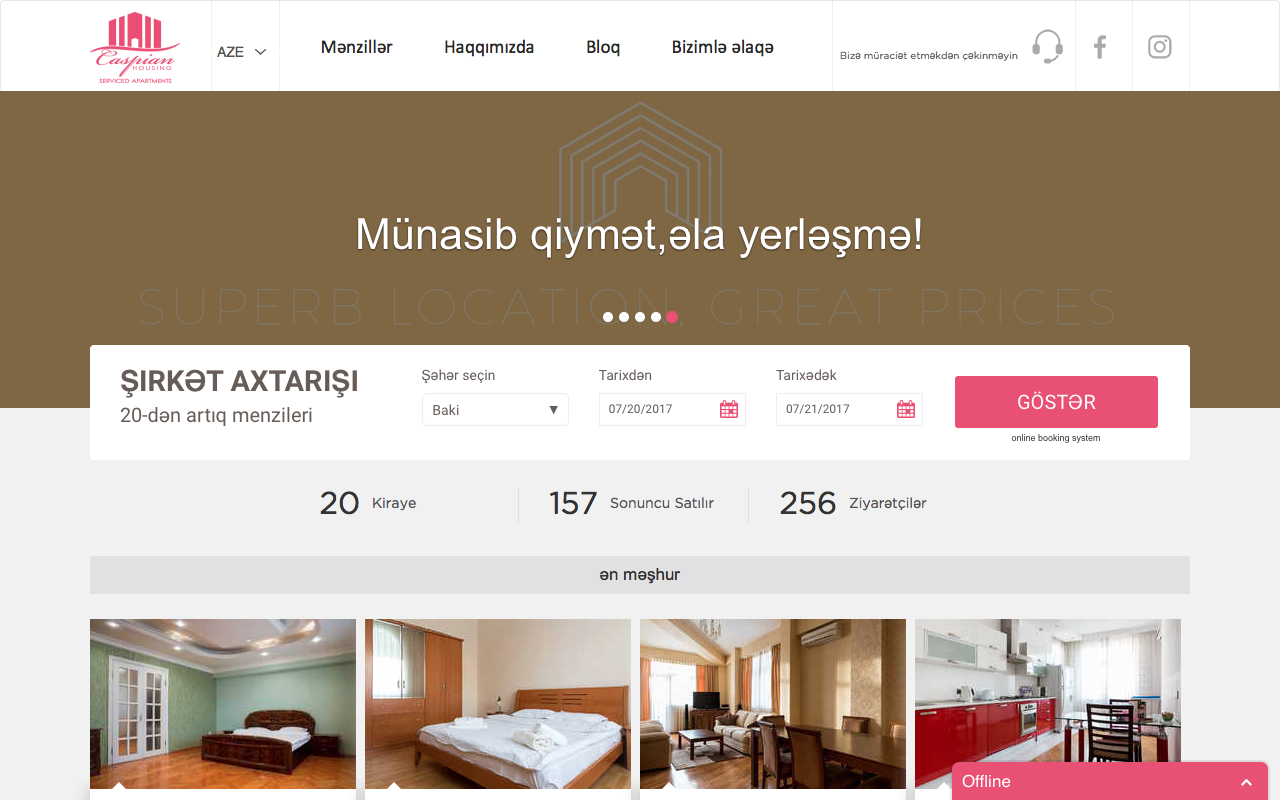 Caspian
HOUSING
SERVICED APARTMENTS
AZE
Mənzillər
Haqqımızda
Bloq
Bizimlə əlaqə
Bizə müraciət etməkdən çəkinməyin
Münasib qiymət,əla yerləşmə!
SUPERB LOCATION, GREAT PRICES
ŞIRKƏT AXTARIŞI
20-dən artıq menzileri
Şəhər seçin
Baki
Tarixdən
07/20/2017
Tarixədək
07/21/2017
GÖSTƏR
online booking system
20 Kiraye
157 Sonuncu Satılır
256 Ziyarətçilər
ən məşhur
Offline